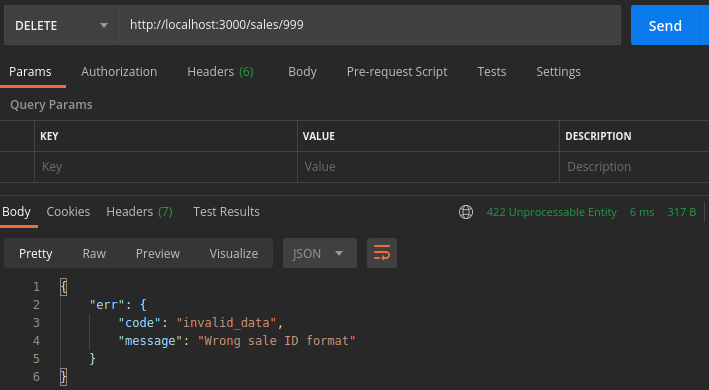 DELETE http://localhost:3000/sales/999 Send
Params Authorization Headers (6) Body Pre-request Script Tests Settings
Query Params
KEY VALUE DESCRIPTION
Key Value Description
Body Cookies Headers (7) Test Results 422 Unprocessable Entity 6 ms 317 B
Pretty Raw Preview Visualize JSON
1 {
2 "err": {
3 "code": "invalid_data",
4 "message": "Wrong sale ID format"
5 }
6 }